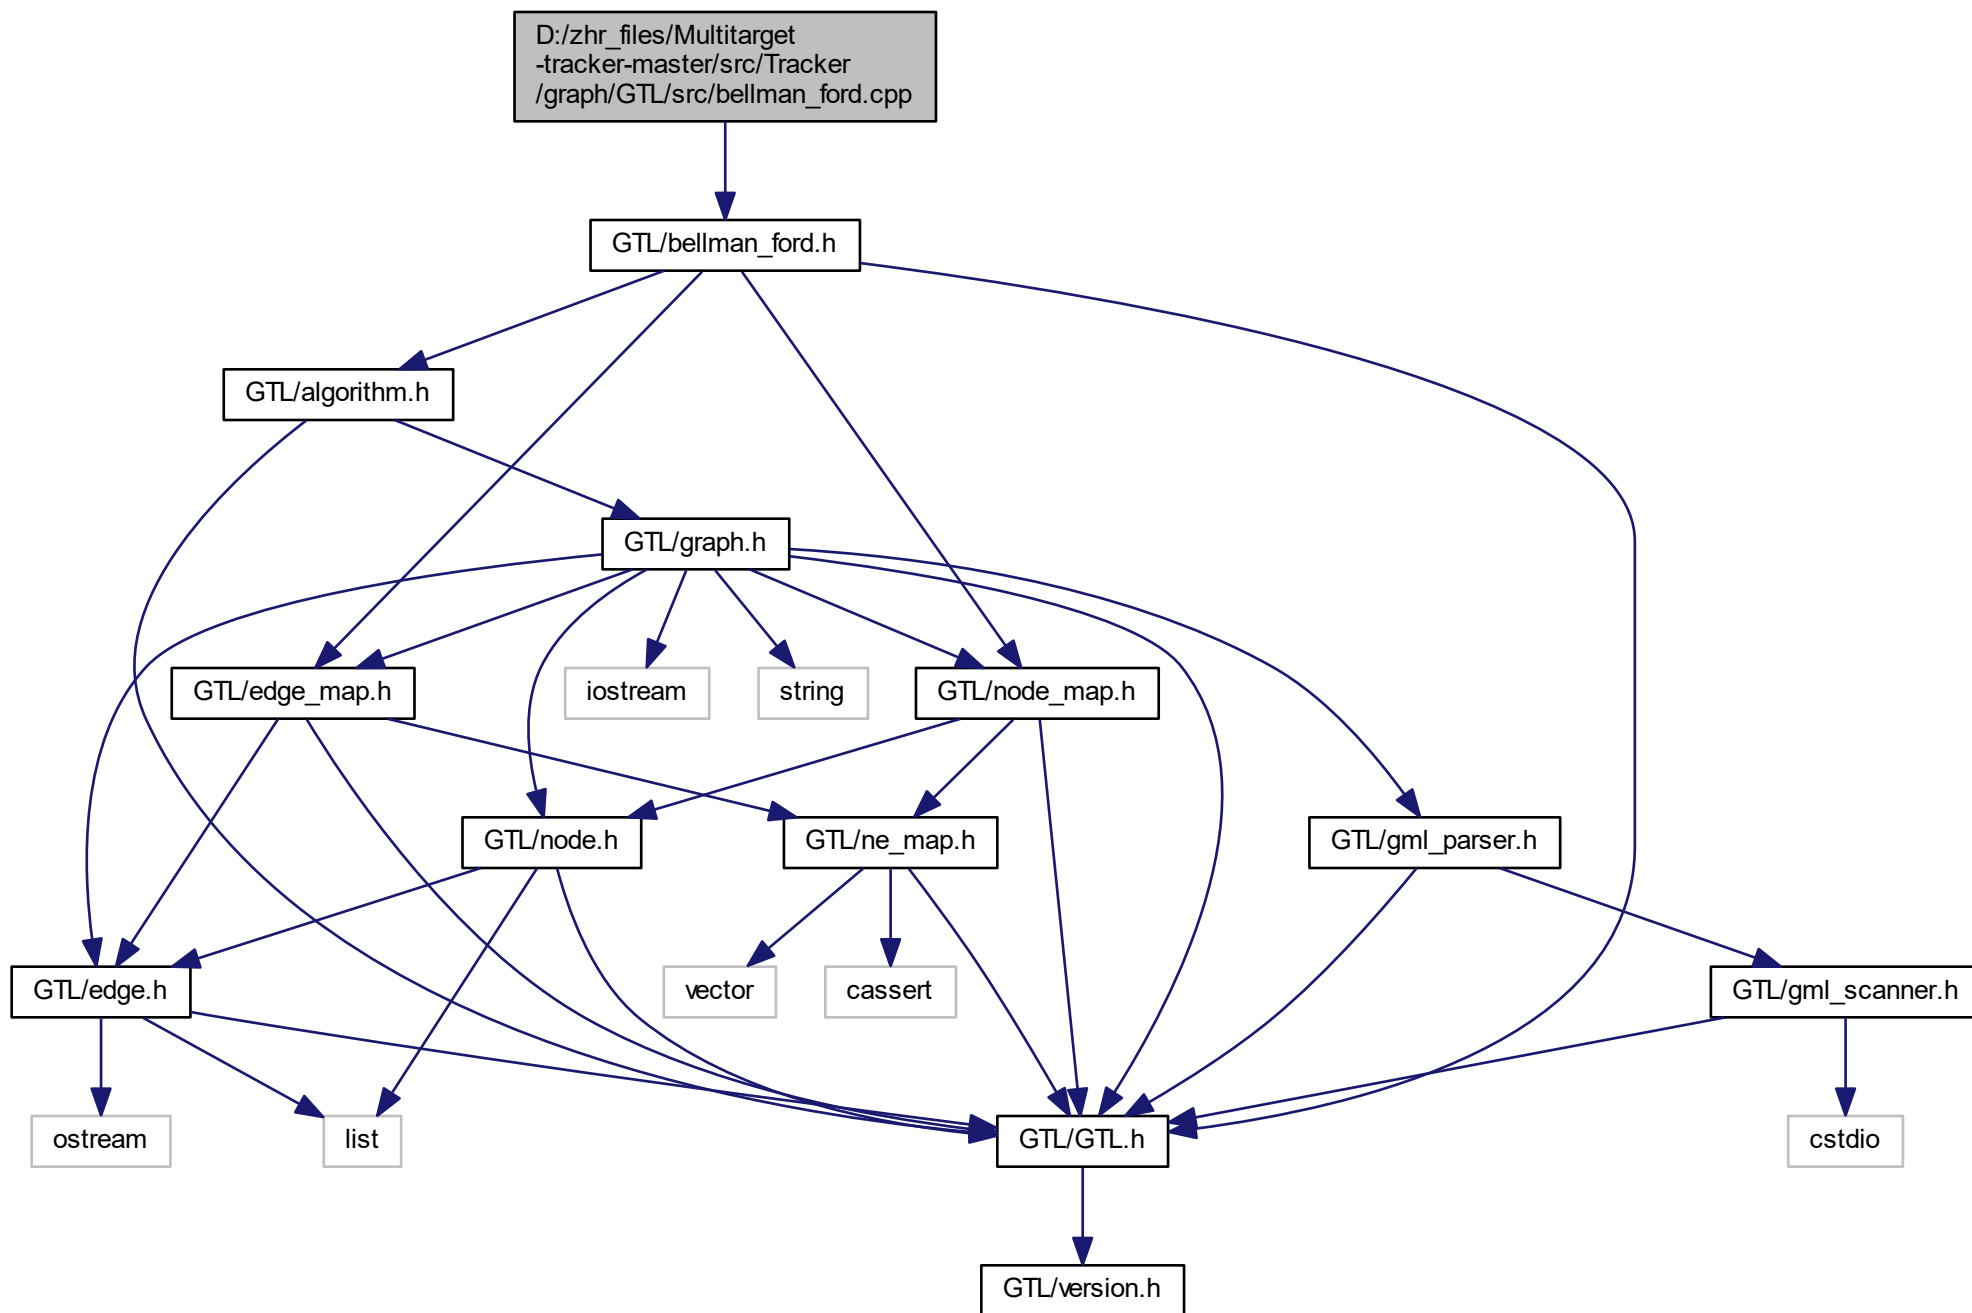 D:/zhr_files/Multitarget
-tracker-master/src/Tracker
/graph/GTL/src/bellman_ford.cpp
GTL/bellman_ford.h
GTL/algorithm.h
GTL/graph.h
GTL/edge_map.h
iostream
string
GTL/node_map.h
GTL/node.h
GTL/ne_map.h
GTL/gml_parser.h
GTL/edge.h
vector
cassert
GTL/gml_scanner.h
ostream
list
GTL/GTL.h
cstdio
GTL/version.h